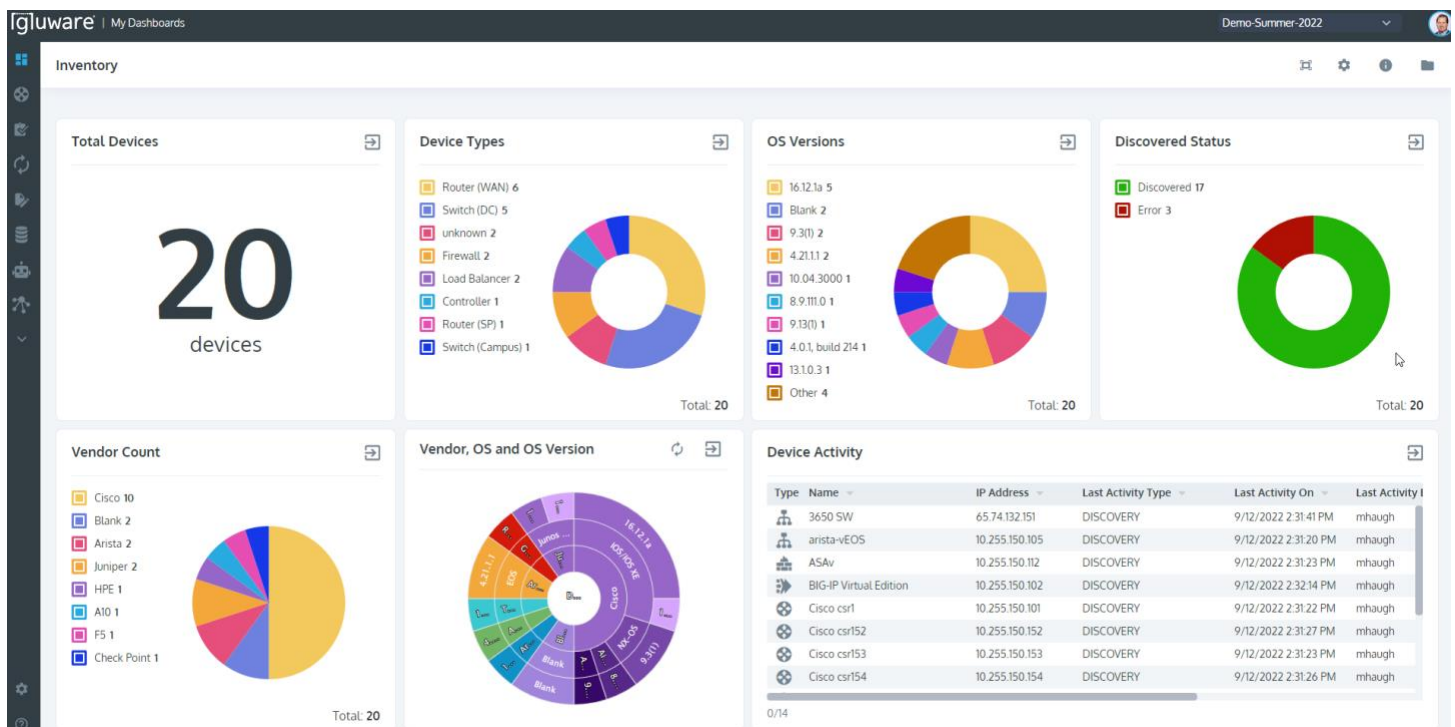 [gluware | My Dashboards
Demo-Summer-2022
Inventory
Total Devices
20
devices
Device Types
Router (WAN) 6
Switch (DC) 5
unknown 2
Firewall 2
Load Balancer 2
Controller 1
Router (SP) 1
Switch (Campus) 1
Total: 20
OS Versions
16.12.1a 5
Blank 2
9.3(1) 2
4.21.1.1 2
10.04.3000 1
8.9.111.0 1
9.13(1) 1
4.0.1, build 214 1
13.1.0.3 1
Other 4
Total: 20
Discovered Status
Discovered 17
Error 3
Total: 20
Vendor Count
Cisco 10
Blank 2
Arista 2
Juniper 2
HPE 1
A10 1
F5 1
Check Point 1
Total: 20
Vendor, OS and OS Version
16.12.1a
IOS/IOS XE
Cisco
NX-OS
9.3(1)
Junos ...
EOS
4.21.1.1
Blank
Blank
Device Activity
Type Name IP Address Last Activity Type Last Activity On Last Activity
3650 SW 65.74.132.151 DISCOVERY 9/12/2022 2:31:41 PM mhaugh
arista-vEOS 10.255.150.105 DISCOVERY 9/12/2022 2:31:20 PM mhaugh
ASAv 10.255.150.112 DISCOVERY 9/12/2022 2:31:23 PM mhaugh
BIG-IP Virtual Edition 10.255.150.102 DISCOVERY 9/12/2022 2:32:14 PM mhaugh
Cisco csr1 10.255.150.101 DISCOVERY 9/12/2022 2:31:22 PM mhaugh
Cisco csr152 10.255.150.152 DISCOVERY 9/12/2022 2:31:27 PM mhaugh
Cisco csr153 10.255.150.153 DISCOVERY 9/12/2022 2:31:23 PM mhaugh
Cisco csr154 10.255.150.154 DISCOVERY 9/12/2022 2:31:26 PM mhaugh
0/14